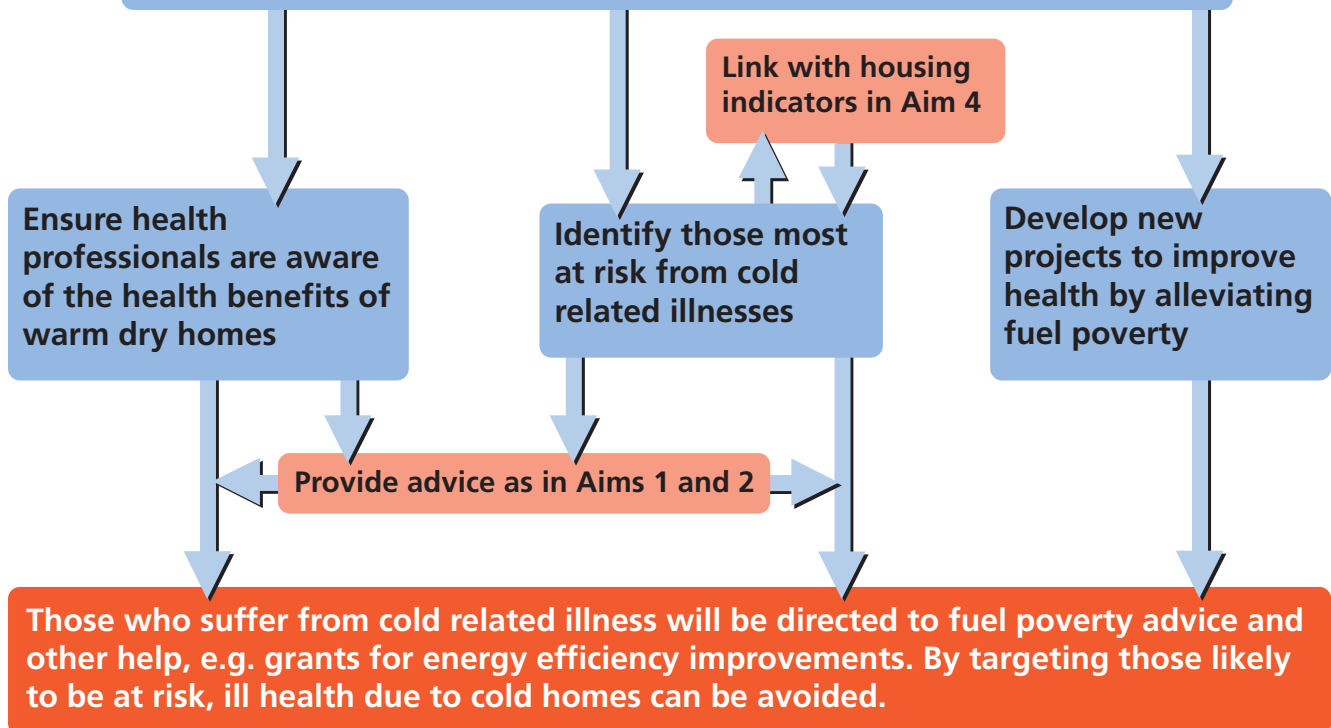 Link with housing
indicators in Aim 4
Ensure health
professionals are aware
of the health benefits of
warm dry homes
Identify those most
at risk from cold
related illnesses
Develop new
projects to improve
health by alleviating
fuel poverty
Provide advice as in Aims 1 and 2
Those who suffer from cold related illness will be directed to fuel poverty advice and
other help, e.g. grants for energy efficiency improvements. By targeting those likely
to be at risk, ill health due to cold homes can be avoided.